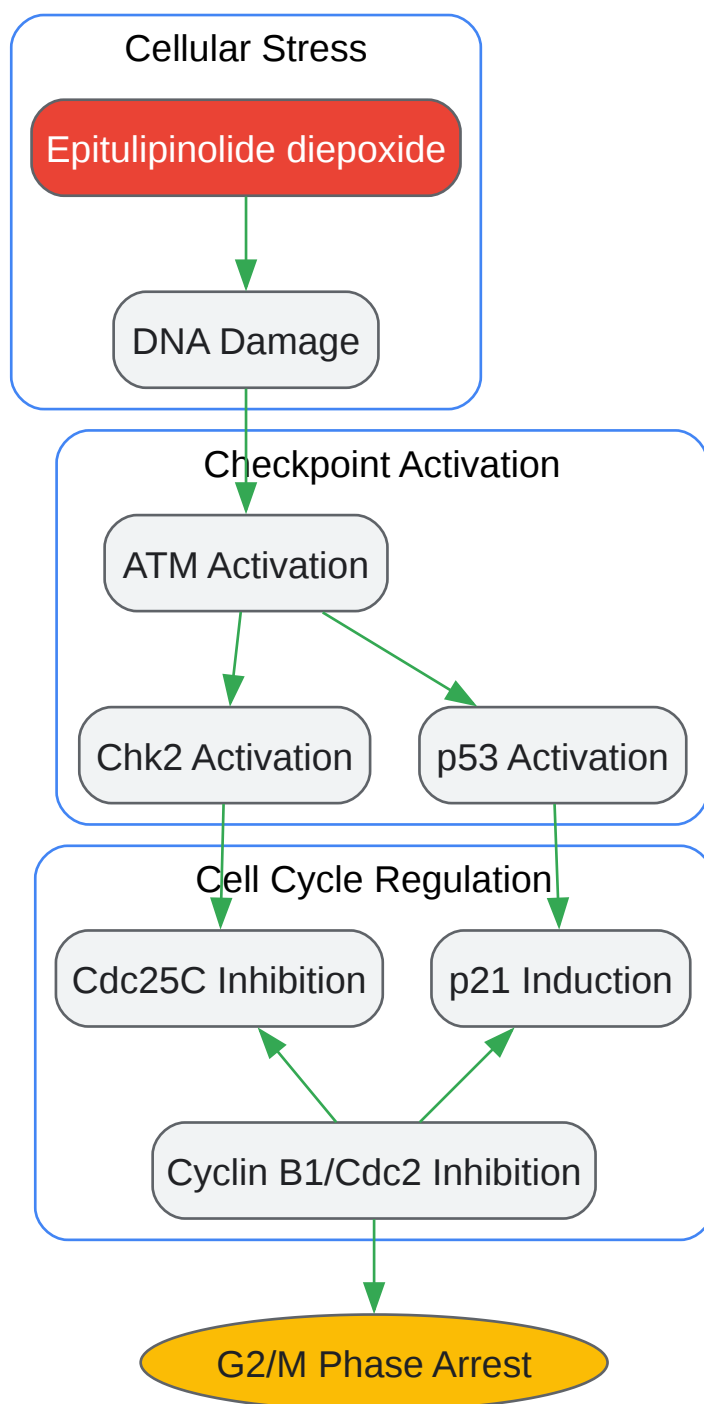 Cellular Stress
Epitulipinolide diepoxide
DNA Damage
Checkpoint Activation
ATM Activation
Chk2 Activation
p53 Activation
Cell Cycle Regulation
Cdc25C Inhibition
p21 Induction
Cyclin B1/Cdc2 Inhibition
G2/M Phase Arrest